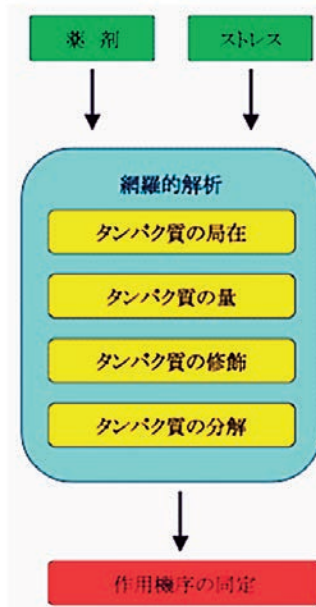 薬 剤
ストレス
網羅的解析
タンパク質の局在
タンパク質の量
タンパク質の修飾
タンパク質の分解
作用機序の同定